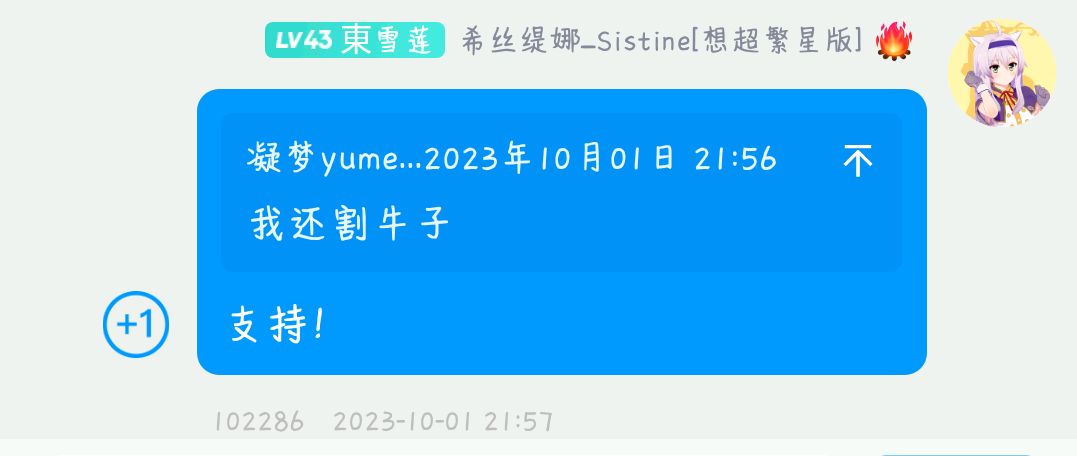 LV43 東雪莲 希丝缇娜_Sistine[想超繁星版]
凝梦yume...2023年10月01日 21:56
我还割牛子
+1
支持!
102286 2023-10-01 21:57